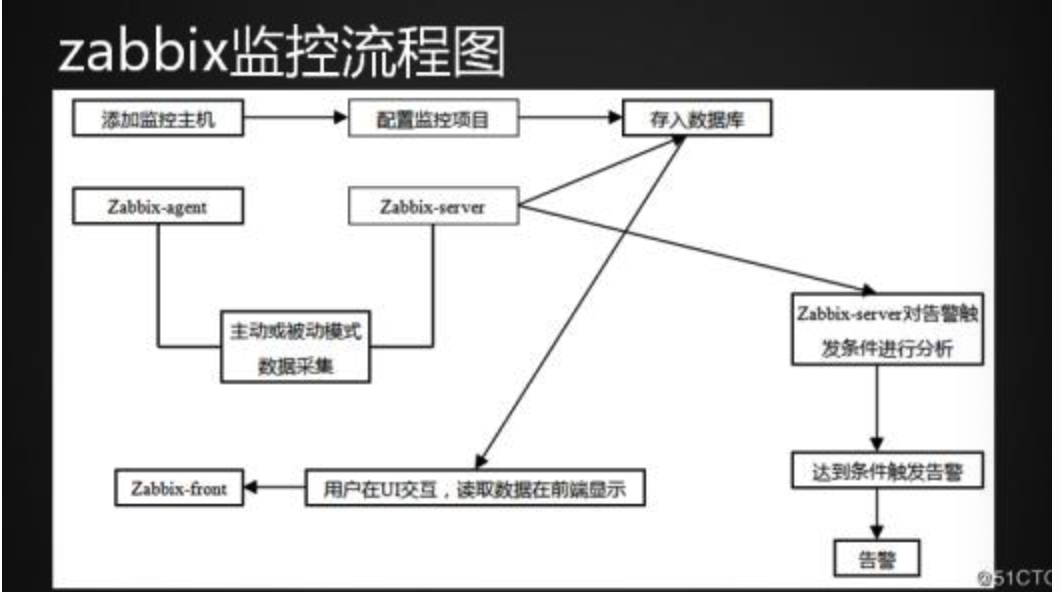 zabbix监控流程图
添加监控主机
配置监控项目
存入数据库
Zabbix-agent
Zabbix-server
主动或被动模式
数据采集
Zabbix-server对告警触
发条件进行分析
达到条件触发告警
Zabbix-front
用户在UI交互，读取数据在前端显示
告警
@51CTO